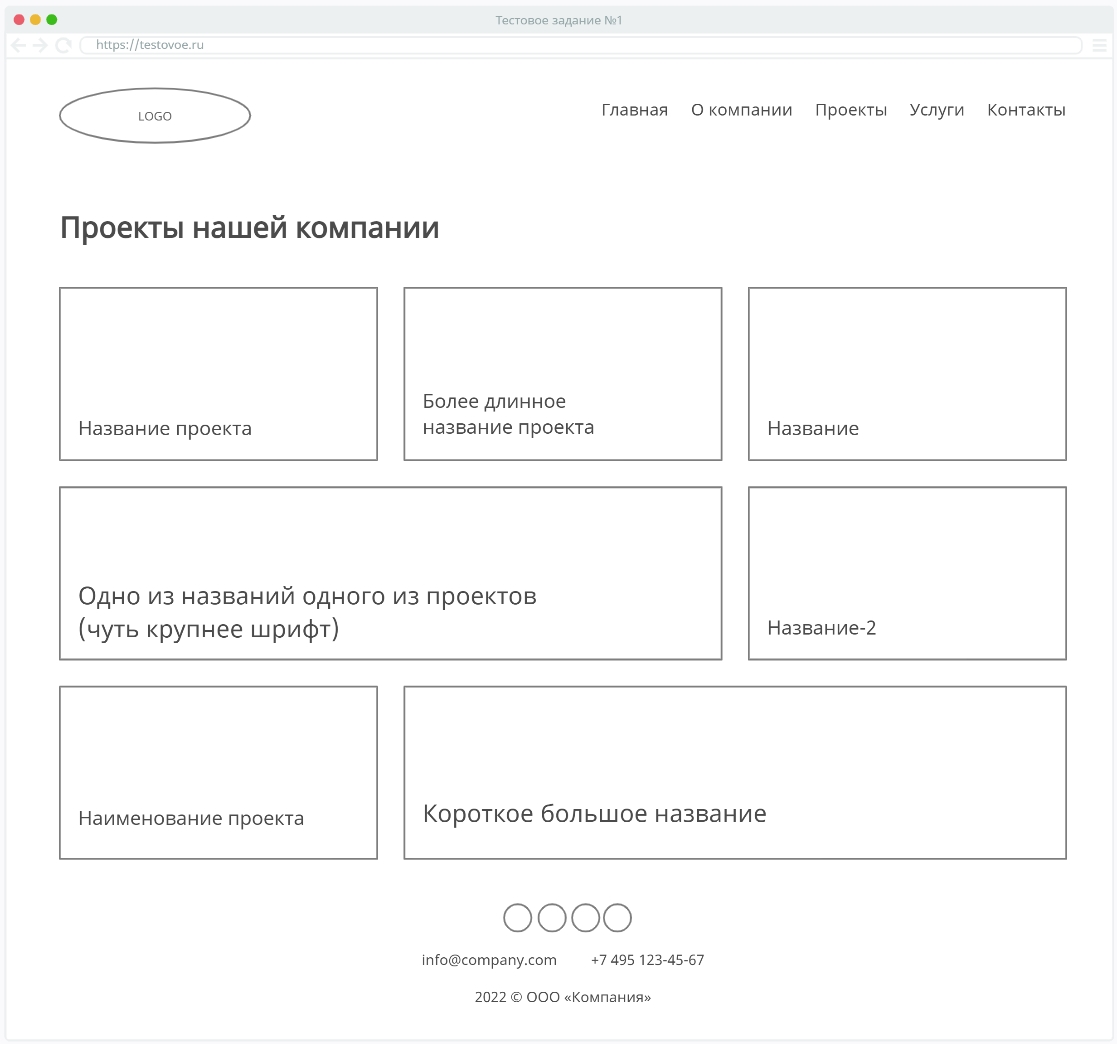 Тестовое задание №1
https://testovoe.ru
LOGO
Главная О компании Проекты Услуги Контакты
Проекты нашей компании
Название проекта
Более длинное
название проекта
Название
Одно из названий одного из проектов
(чуть крупнее шрифт)
Название-2
Наименование проекта
Короткое большое название
info@company.com +7 495 123-45-67
2022 © ООО «Компания»